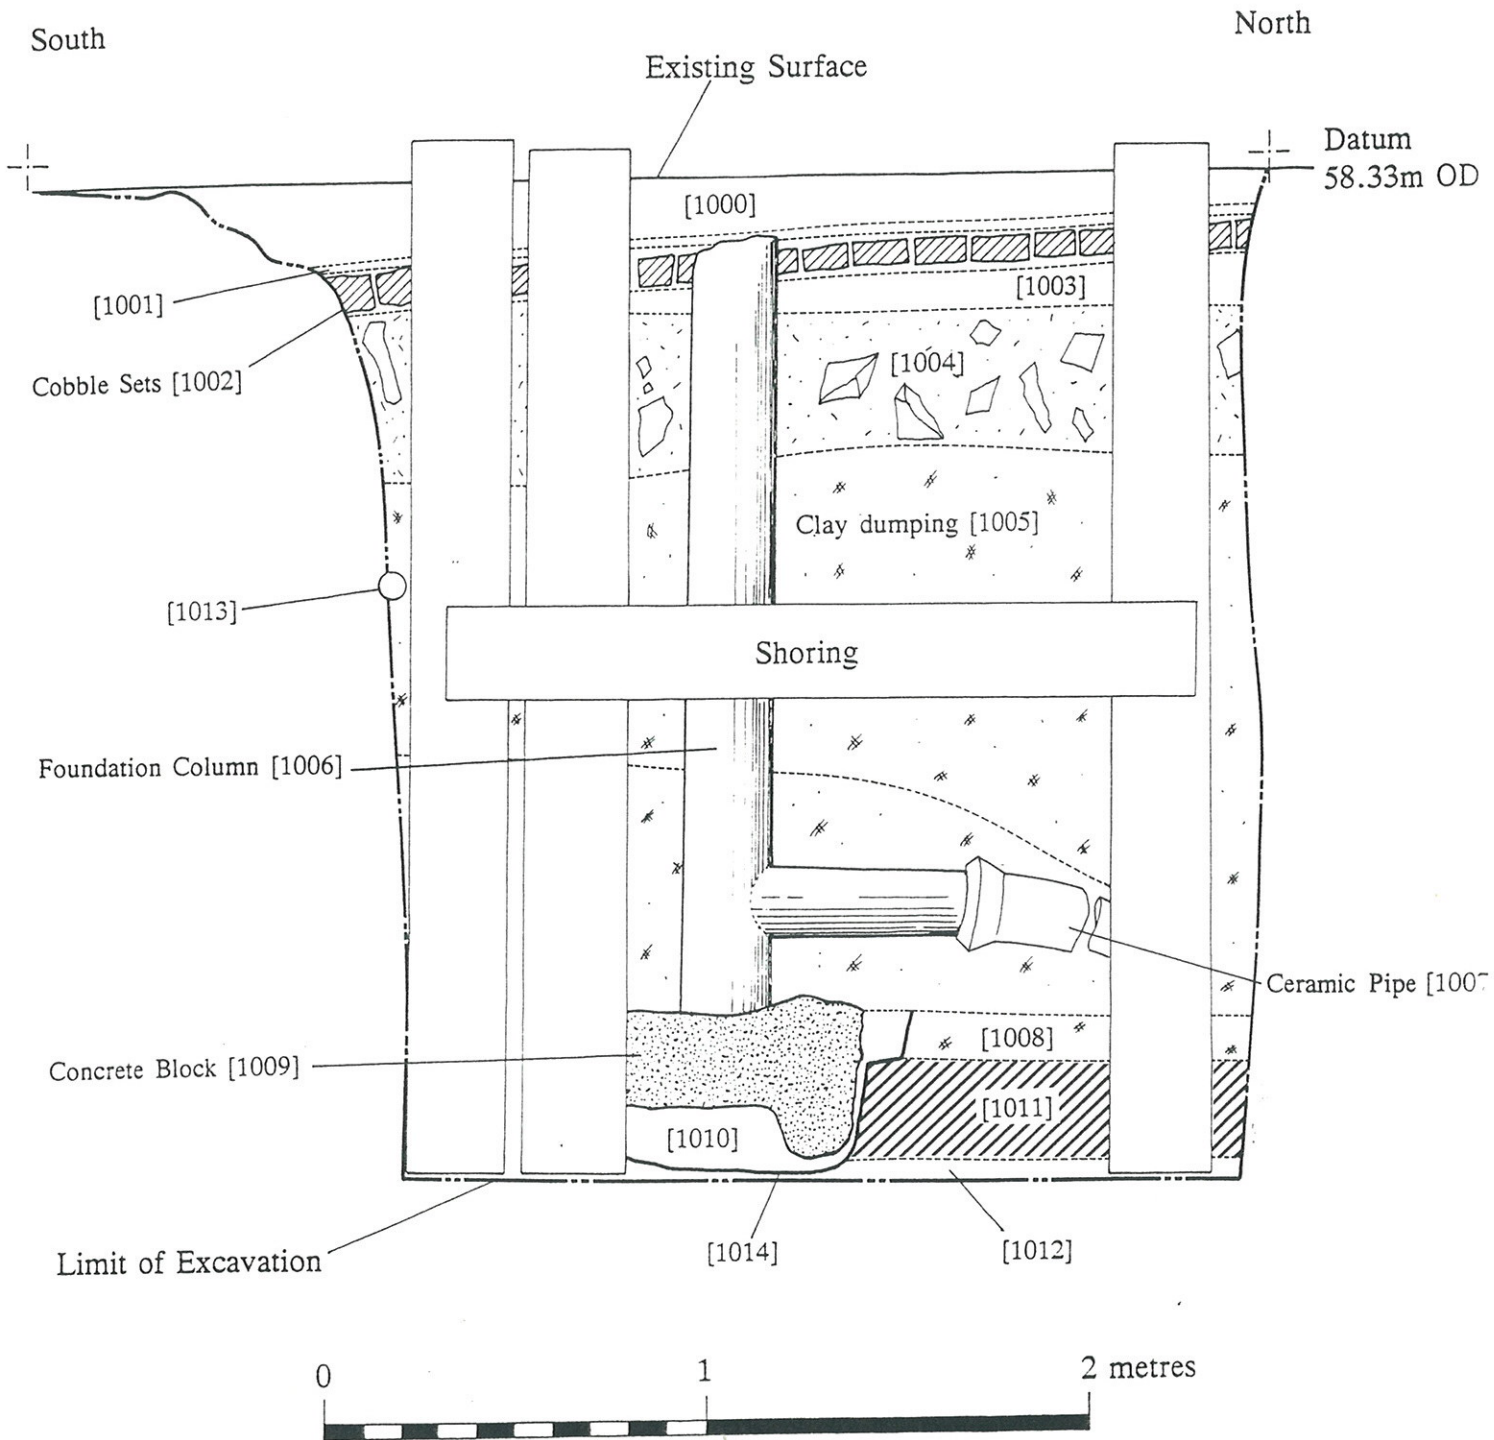 South
North
Existing Surface
Datum
58.33m OD
[1000]
[1001]
[1003]
[1004]
Cobble Sets [1002]
Clay dumping [1005]
[1013]
Shoring
Foundation Column [1006]
Ceramic Pipe [1007
[1008]
Concrete Block [1009]
[1011]
[1010]
[1014]
[1012]
Limit of Excavation
0 1 2 metres